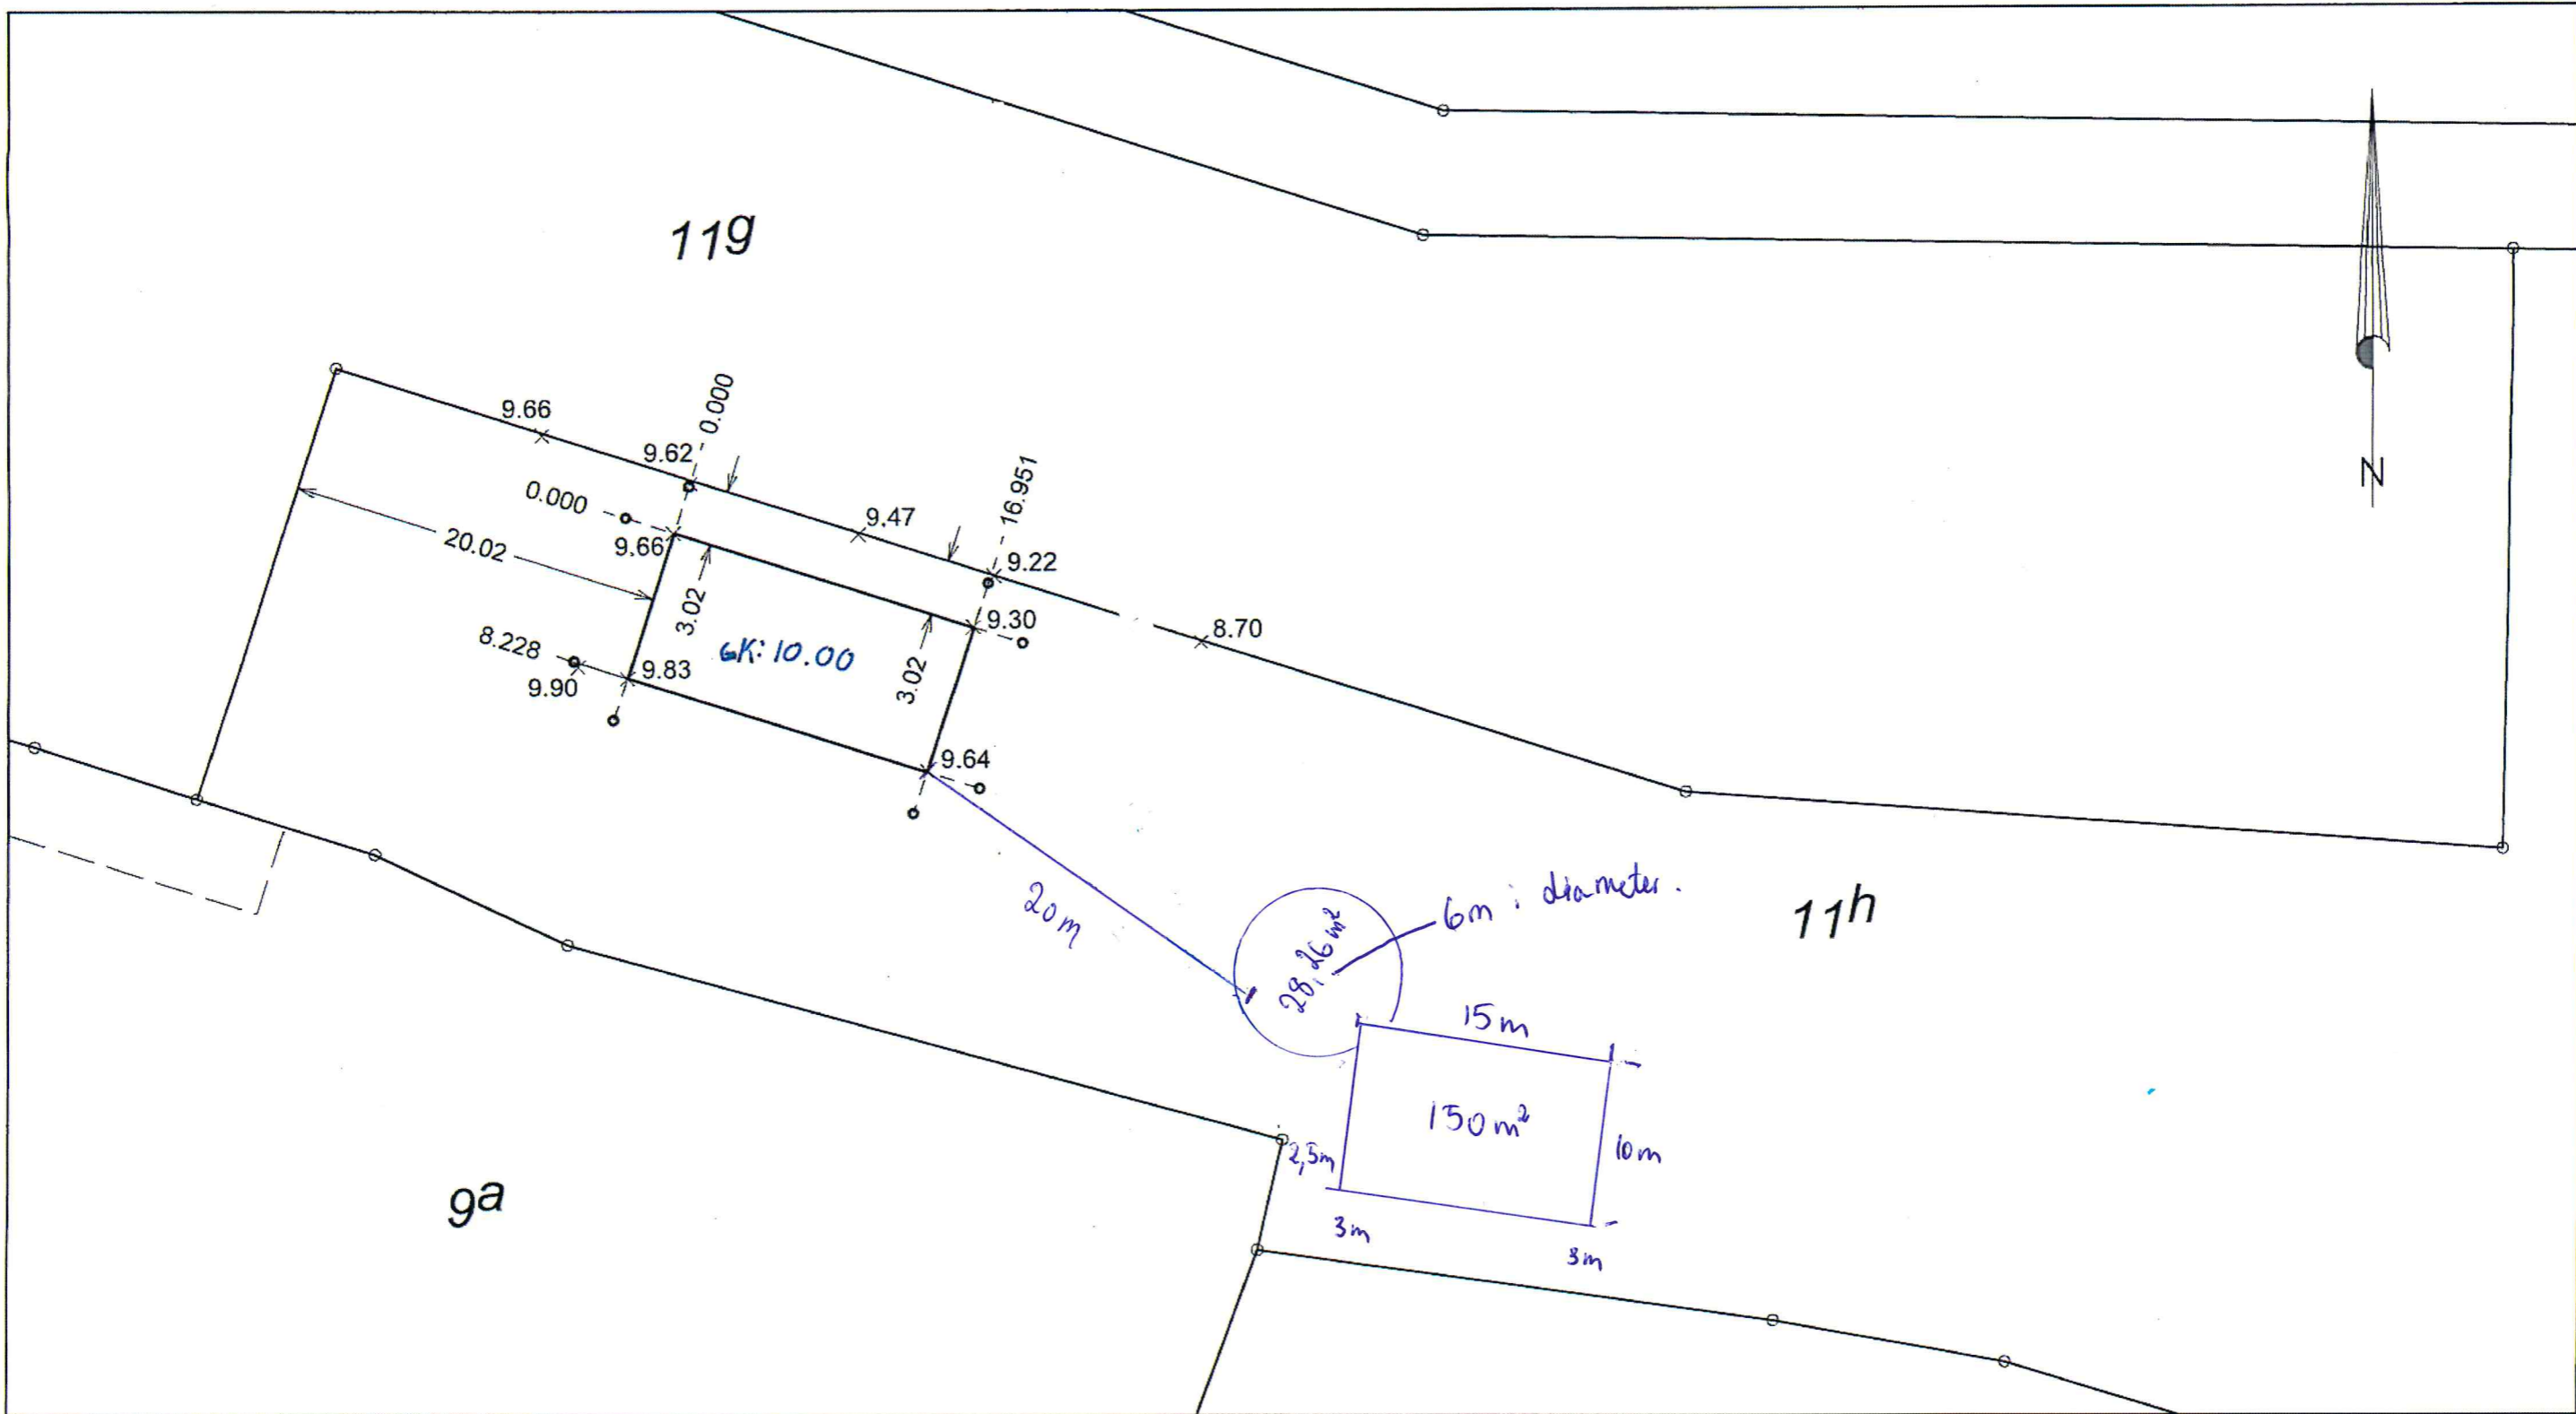 11g
0.000
9.66
9.62
16.951
0.000
9.47
9.22
20.02
9.66
3.02
9.30
8.70
8.228
9.83
GK: 10.00
3.02
9.90
9.64
N
20m
28,26 m²
6m i diameter.
11h
15m
150 m²
2,5m
10m
9a
3m
3m